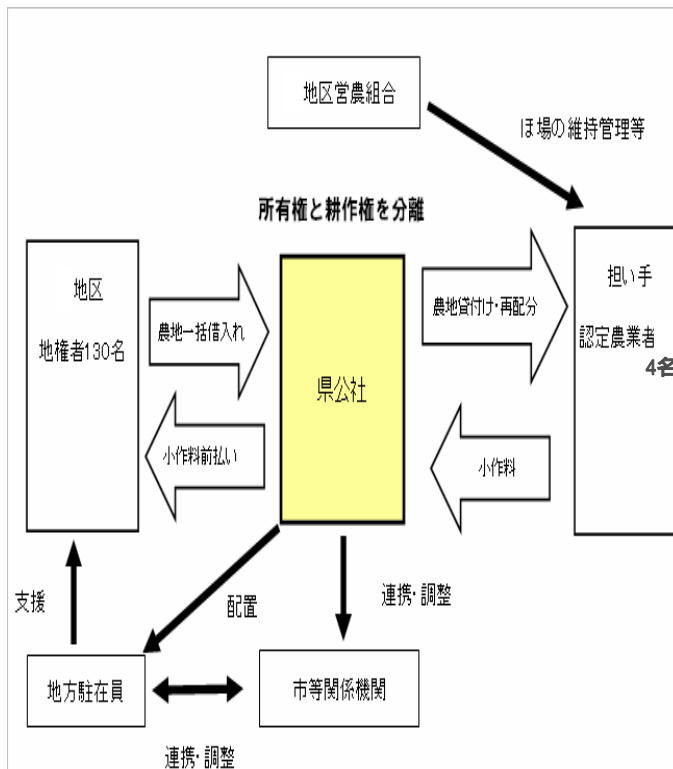 地区営農組合
ほ場の維持管理等
所有権と耕作権を分離
地区
地権者130名
農地一括借入れ
県公社
農地貸付け・再配分
担い手
認定農業者
4名
小作料前払い
小作料
支援
配置
連携・調整
地方駐在員
市等関係機関
連携・調整